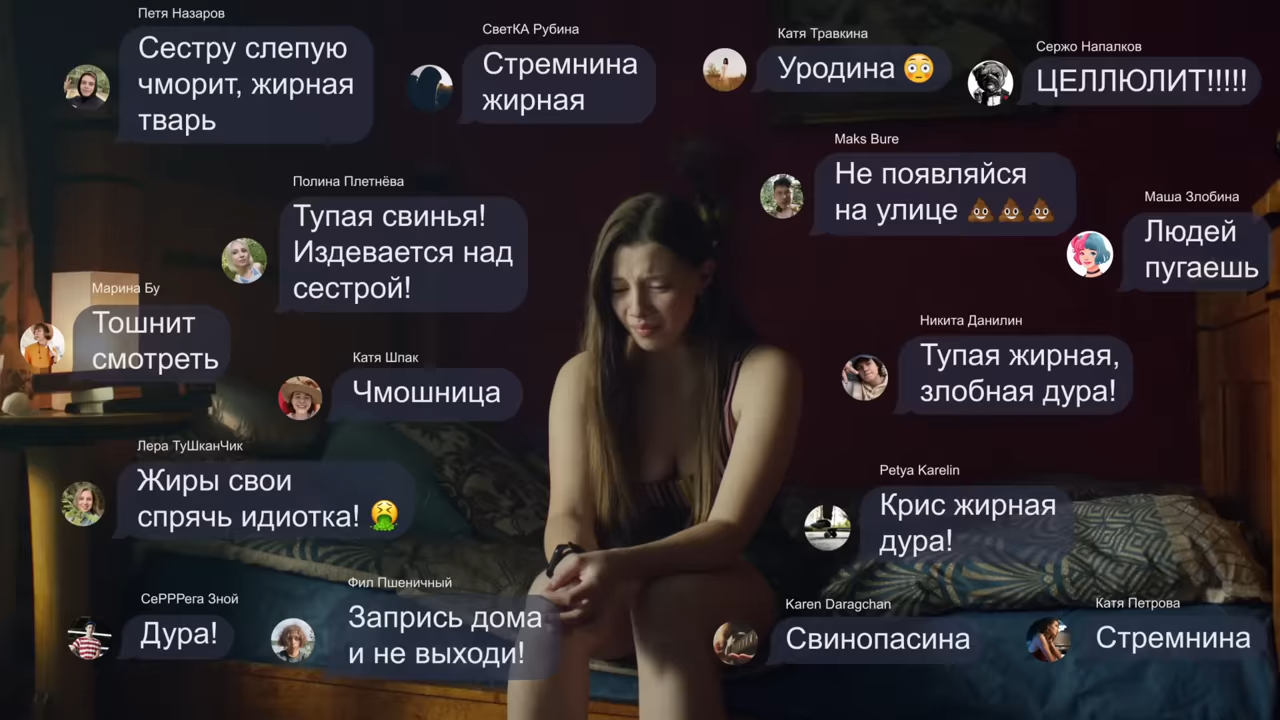 Петя Назаров
Сестру слепую
чморит, жирная
тварь
СветКА Рубина
Стремнина
жирная
Катя Травкина
Уродина 😳
Сержо Напалков
ЦЕЛЛЮЛИТ!!!!!
Maks Bure
Не появляйся
на улице 💩💩💩
Маша Злобина
Людей
пугаешь
Полина Плетнёва
Тупая свинья!
Издевается над
сестрой!
Марина Бу
Тошнит
смотреть
Катя Шпак
Чмошница
Никита Данилин
Тупая жирная,
злобная дура!
Лера ТуШканЧик
Жиры свои
спрячь идиотка! 🤮
Petya Karelin
Крис жирная
дура!
СеРРРега Зной
Дура!
Фил Пшеничный
Запрись дома
и не выходи!
Karen Daragchan
Свинопасина
Катя Петрова
Стремнина